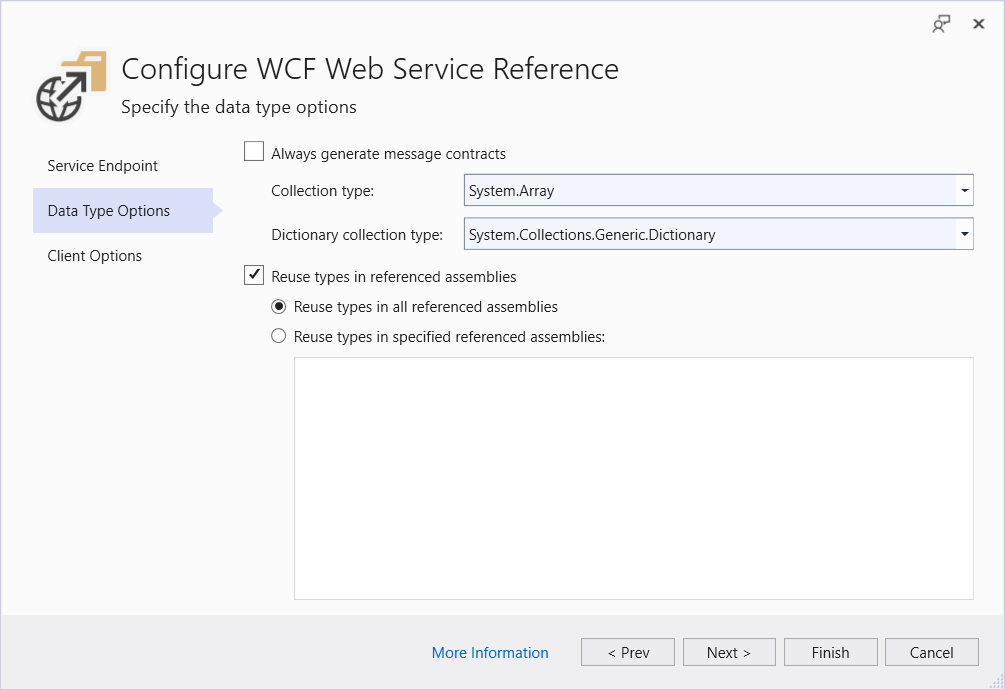 Configure WCF Web Service Reference
Specify the data type options
Service Endpoint
Data Type Options
Client Options
Always generate message contracts
Collection type:
System.Array
Dictionary collection type:
System.Collections.Generic.Dictionary
Reuse types in referenced assemblies
Reuse types in all referenced assemblies
Reuse types in specified referenced assemblies:
More Information
< Prev
Next >
Finish
Cancel